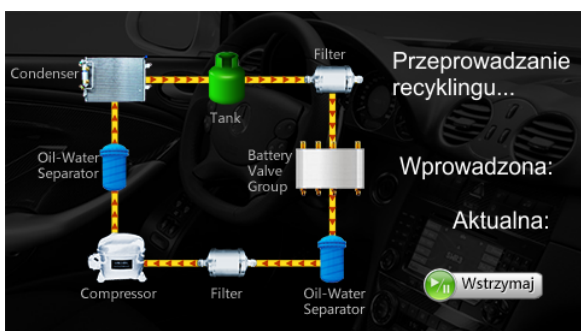 Filter
Condenser
Tank
Przeprowadzanie
recyklingu...
Oil-Water
Separator
Battery
Valve
Group
Wprowadzona:
Aktualna:
Compressor
Filter
Oil-Water
Separator
Wstrzymaj